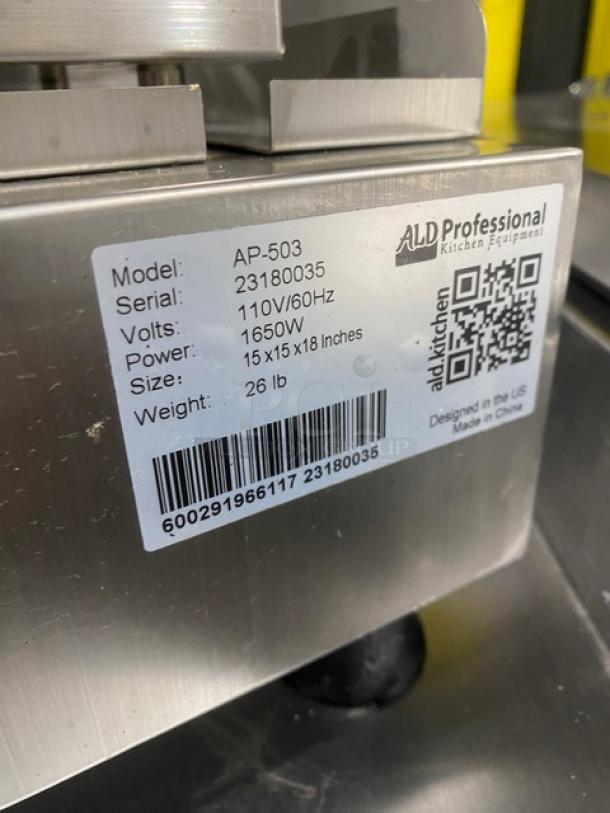 ALD Professional
Kitchen Equipment
Model: AP-503
Serial: 23180035
Volts: 110V/60Hz
Power: 1650W
Size: 15 x 15 x 18 Inches
Weight: 26 lb
ald.kitchen
Designed in the US
Made in China
600291966117 23180035